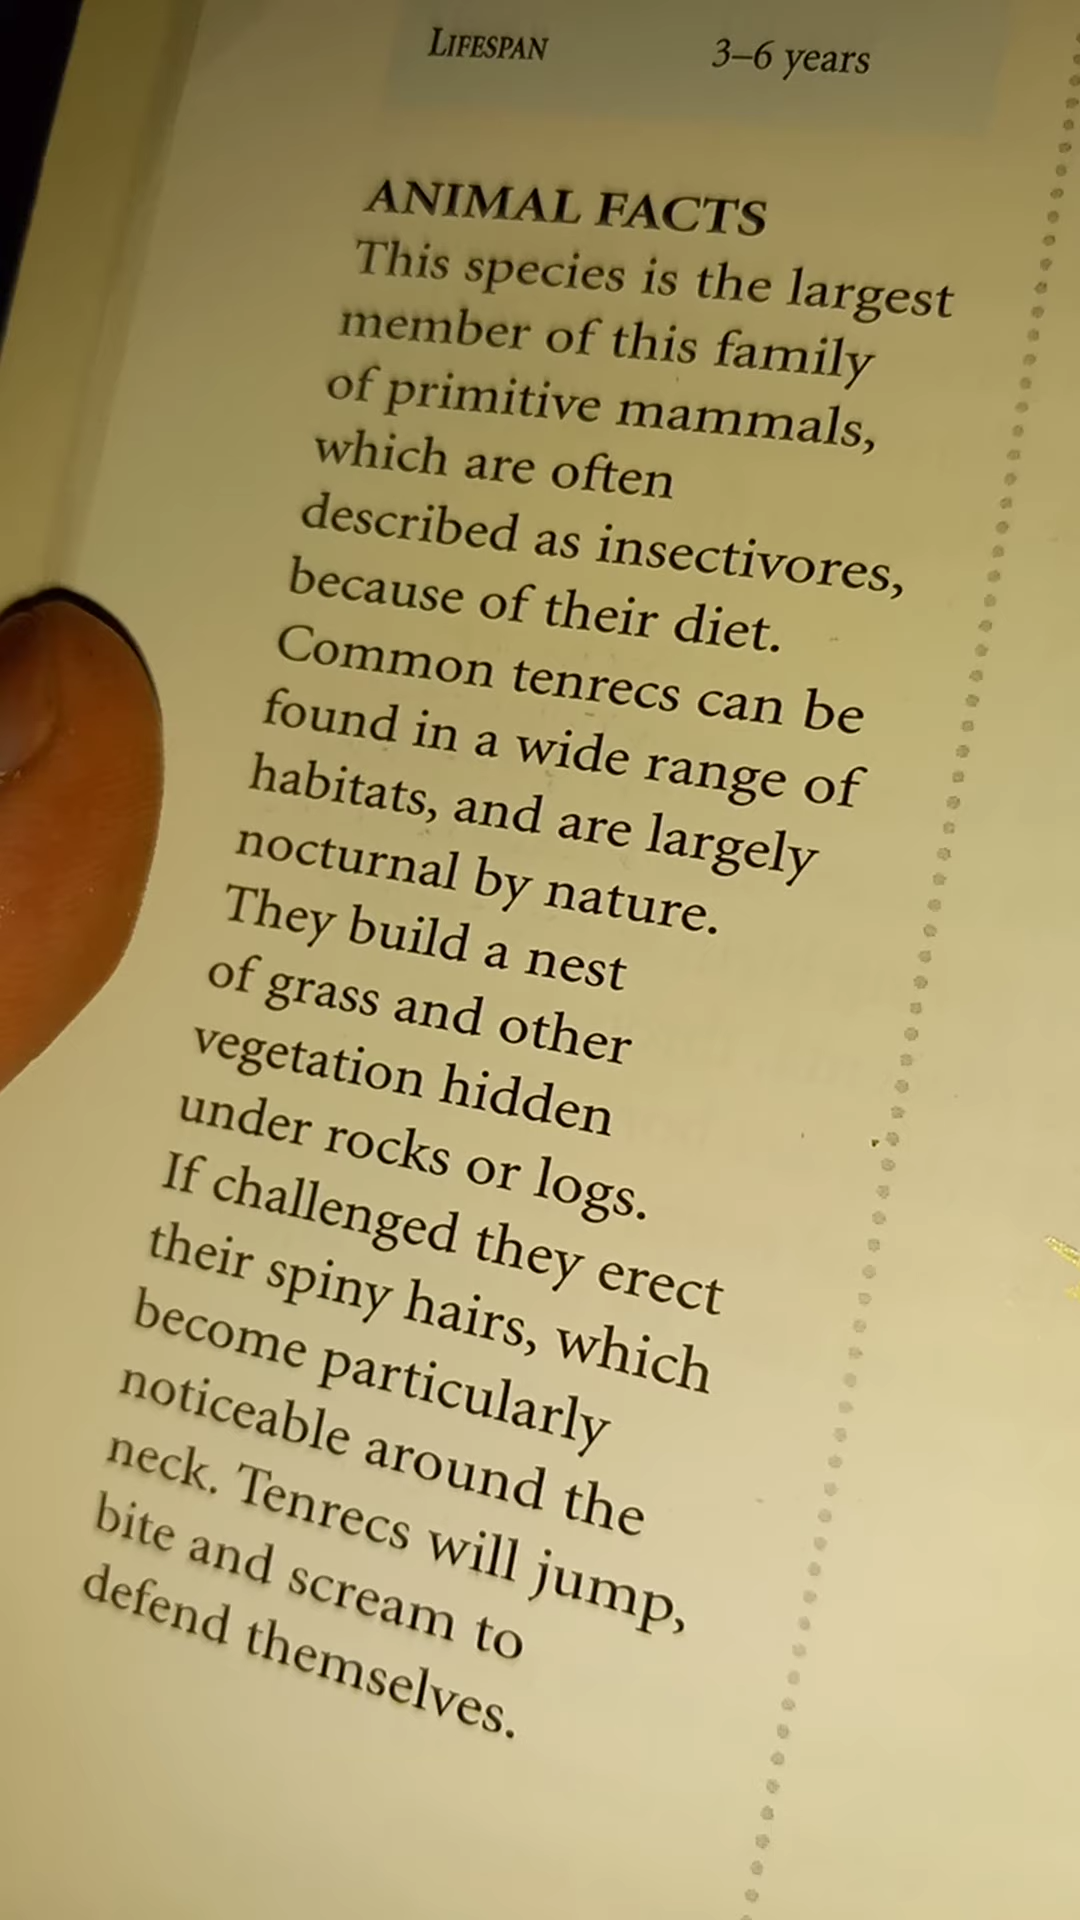 LIFESPAN 3–6 years
ANIMAL FACTS
This species is the largest
member of this family
of primitive mammals,
which are often
described as insectivores,
because of their diet.
Common tenrecs can be
found in a wide range of
habitats, and are largely
nocturnal by nature.
They build a nest
of grass and other
vegetation hidden
under rocks or logs.
If challenged they erect
their spiny hairs, which
become particularly
noticeable around the
neck. Tenrecs will jump,
bite and scream to
defend themselves.